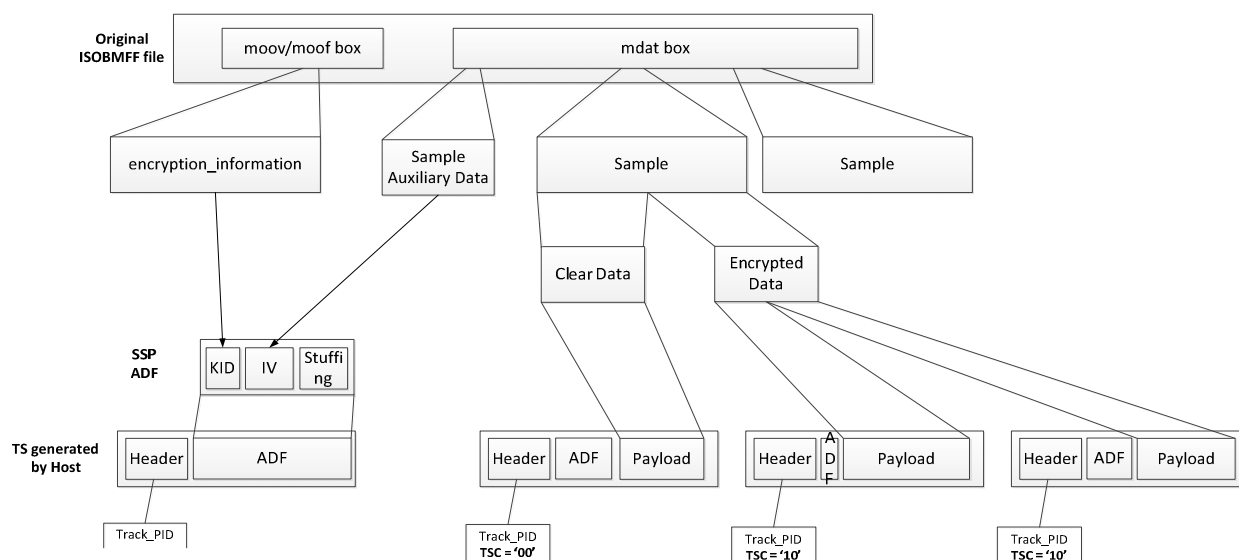 Original
ISOBMFF file
moov/moof box
mdat box
encryption_information
Sample
Auxiliary Data
Sample
Sample
Clear Data
Encrypted
Data
SSP
ADF
KID
IV
Stuffi
ng
TS generated
by Host
Header
ADF
Header
ADF
Payload
Header
A
D
F
Payload
Header
ADF
Payload
Track_PID
Track_PID
TSC = ‘00’
Track_PID
TSC = ‘10’
Track_PID
TSC = ‘10’